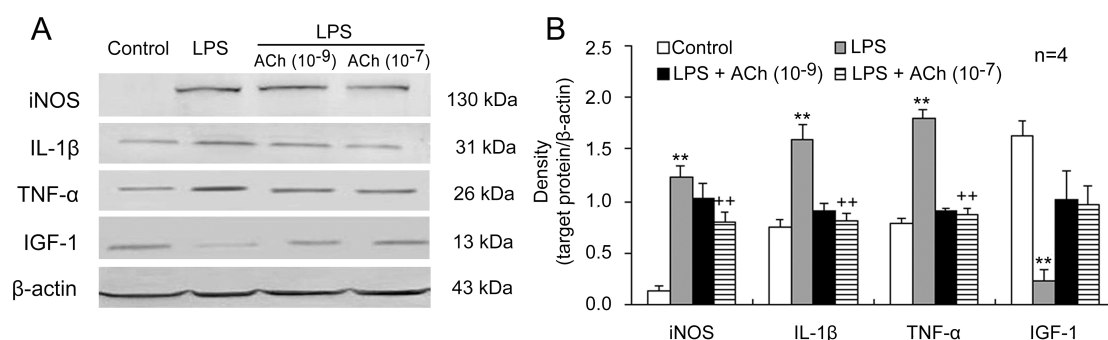 A
Control LPS LPS
ACh (10-9) ACh (10-7)
iNOS 130 kDa
IL-1β 31 kDa
TNF-α 26 kDa
IGF-1 13 kDa
β-actin 43 kDa
B
Density
(target protein/β-actin)
2.5
2.0
1.5
1.0
0.5
0.0
Control LPS
LPS + ACh (10-9) LPS + ACh (10-7)
n=4
** ++
** ++
** ++
**
iNOS IL-1β TNF-α IGF-1